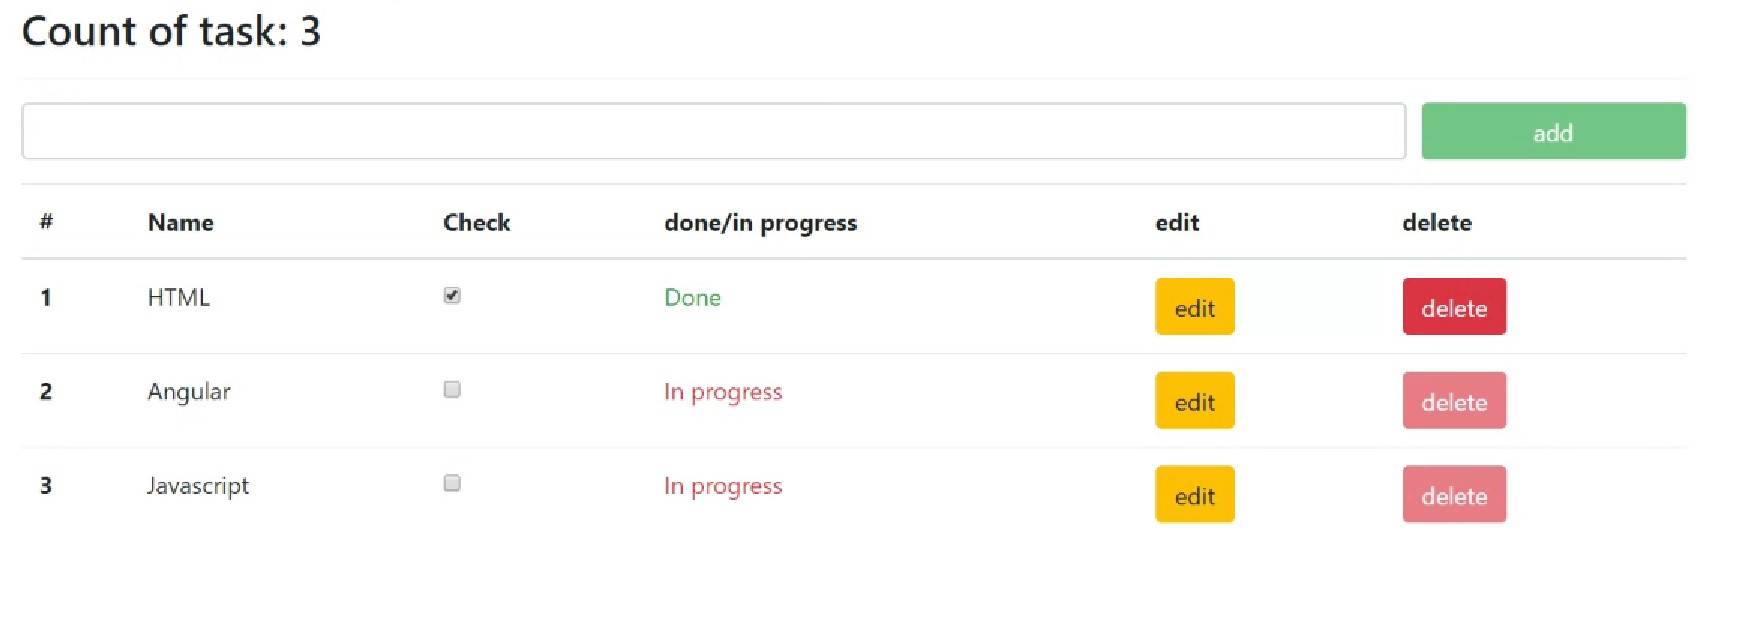 Count of task: 3
add
# Name Check done/in progress edit delete
1 HTML Done edit delete
2 Angular In progress edit delete
3 Javascript In progress edit delete